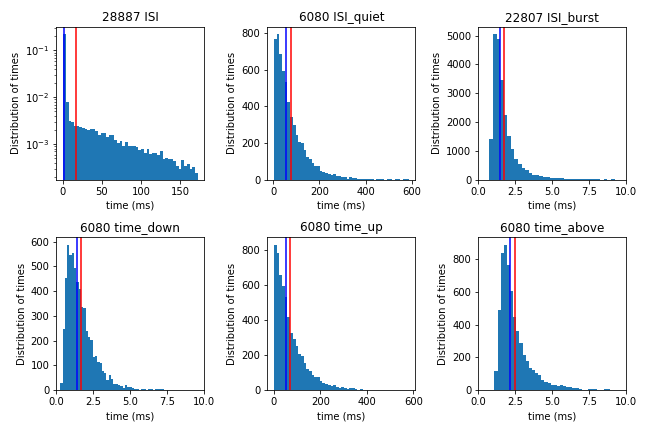 28887 ISI
Distribution of times
10⁻¹
10⁻²
10⁻³
0 50 100 150
time (ms)
6080 ISI_quiet
Distribution of times
800
600
400
200
0
0 200 400 600
time (ms)
22807 ISI_burst
Distribution of times
5000
4000
3000
2000
1000
0
0.0 2.5 5.0 7.5 10.0
time (ms)
6080 time_down
Distribution of times
600
500
400
300
200
100
0
0.0 2.5 5.0 7.5 10.0
time (ms)
6080 time_up
Distribution of times
800
600
400
200
0
0 200 400 600
time (ms)
6080 time_above
Distribution of times
800
600
400
200
0
0.0 2.5 5.0 7.5 10.0
time (ms)